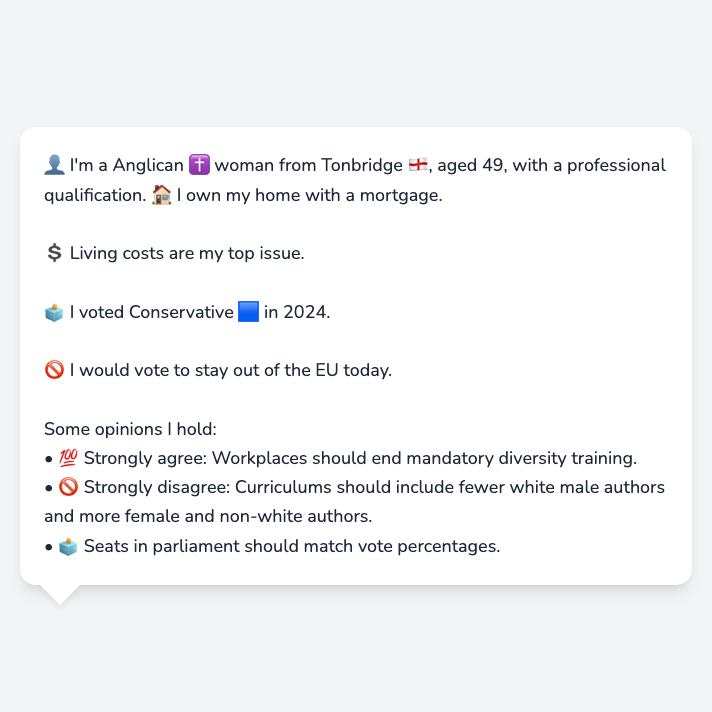 👤 I'm a Anglican ✝️ woman from Tonbridge 🏴󠁧󠁢󠁥󠁮󠁧󠁿, aged 49, with a professional
qualification. 🏠 I own my home with a mortgage.
💲 Living costs are my top issue.
🗳️ I voted Conservative 🟦 in 2024.
🚫 I would vote to stay out of the EU today.
Some opinions I hold:
• 💯 Strongly agree: Workplaces should end mandatory diversity training.
• 🚫 Strongly disagree: Curriculums should include fewer white male authors
and more female and non-white authors.
• 🗳️ Seats in parliament should match vote percentages.